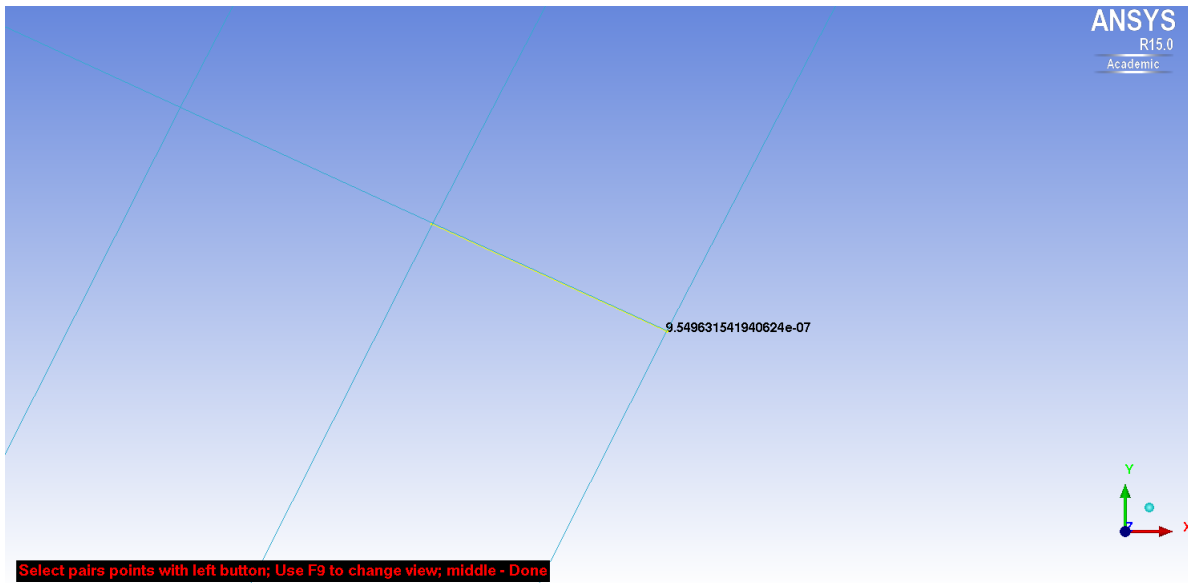 ANSYS
R15.0
Academic
9.549631541940624e-07
Y
Z
X
Select pairs points with left button; Use F9 to change view; middle - Done